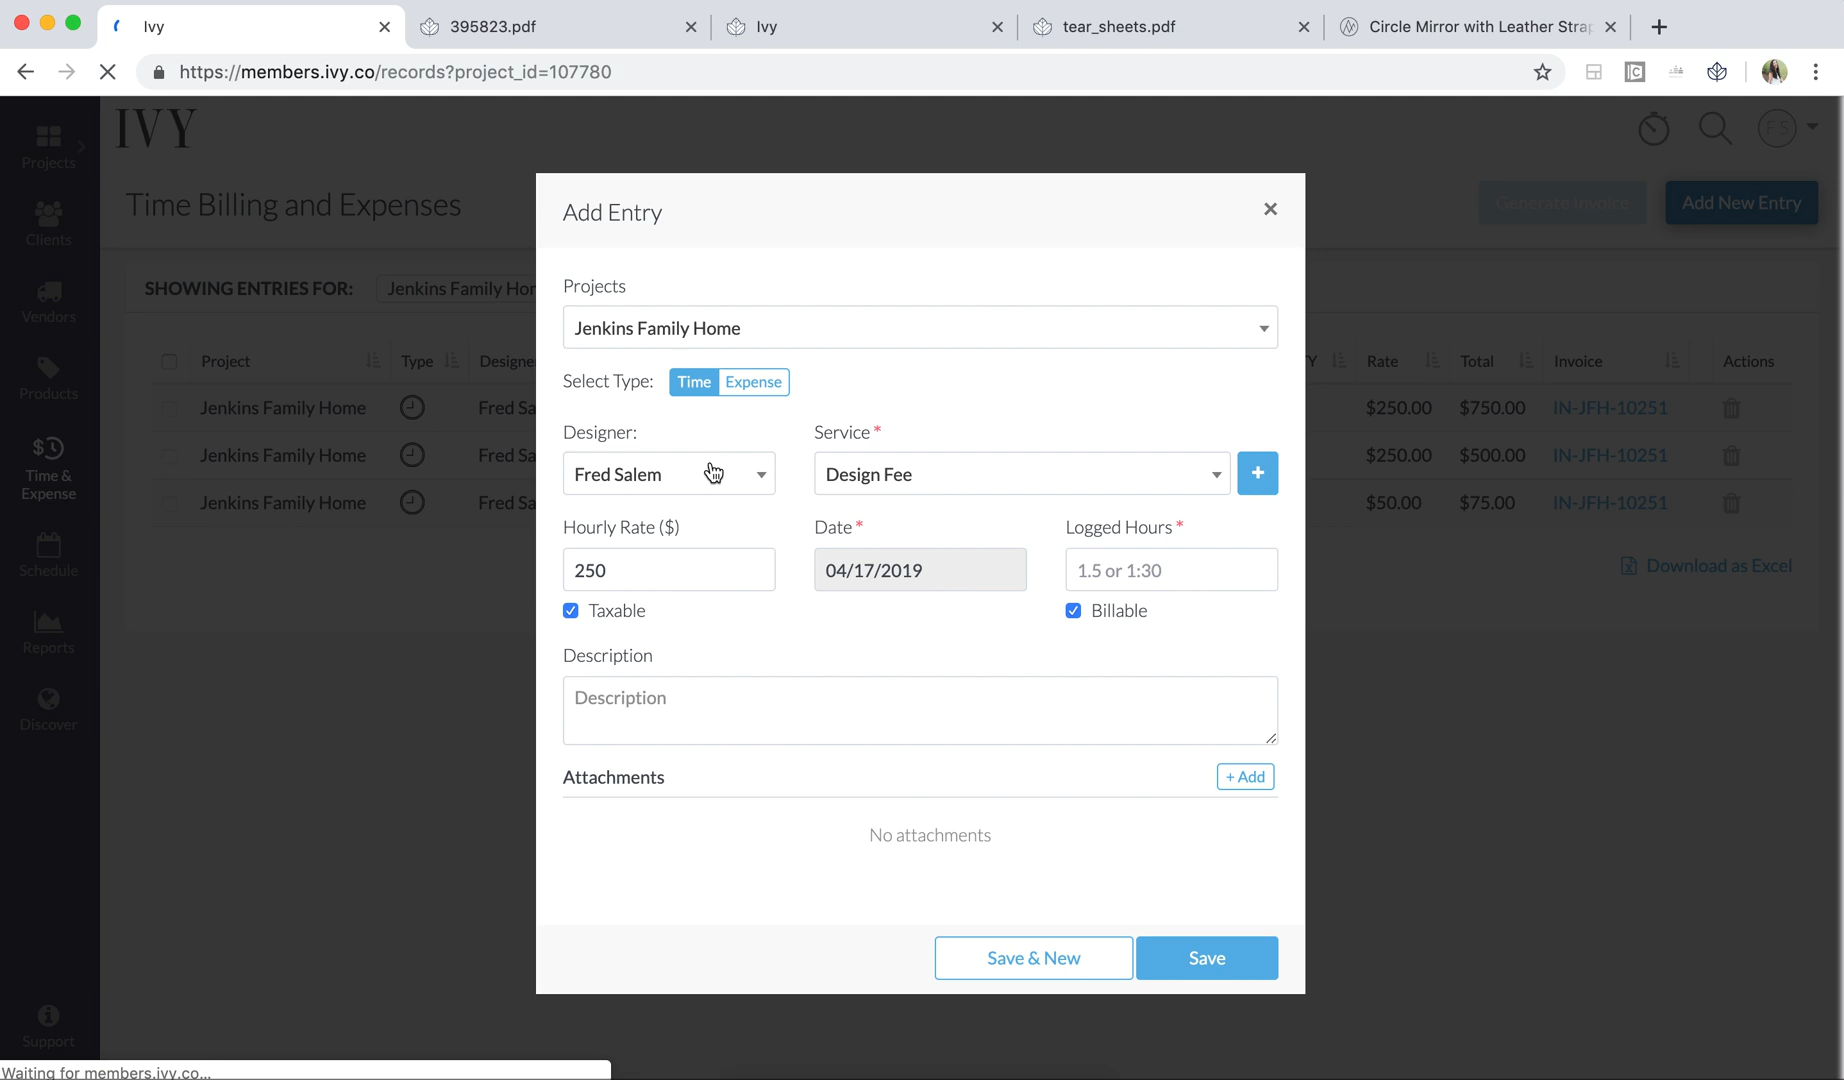 Ivy
395823.pdf
Ivy
tear_sheets.pdf
Circle Mirror with Leather Strap
https://members.ivy.co/records?project_id=107780
IVY
FS
Time Billing and Expenses
Generate Invoice
Add New Entry
Projects
Clients
Vendors
Products
Time &
Expense
Schedule
Reports
Discover
Support
SHOWING ENTRIES FOR:
Jenkins Family Hom
Project Type Designe Y Rate Total Invoice Actions
Jenkins Family Home Fred Sa $250.00 $750.00 IN-JFH-10251
Jenkins Family Home Fred Sa $250.00 $500.00 IN-JFH-10251
Jenkins Family Home Fred Sa $50.00 $75.00 IN-JFH-10251
Download as Excel
Add Entry
Projects
Jenkins Family Home
Select Type: Time Expense
Designer: Service *
Fred Salem Design Fee +
Hourly Rate ($) Date * Logged Hours *
250 04/17/2019 1.5 or 1:30
Taxable Billable
Description
Description
Attachments + Add
No attachments
Save & New Save
Waiting for members.ivy.co...